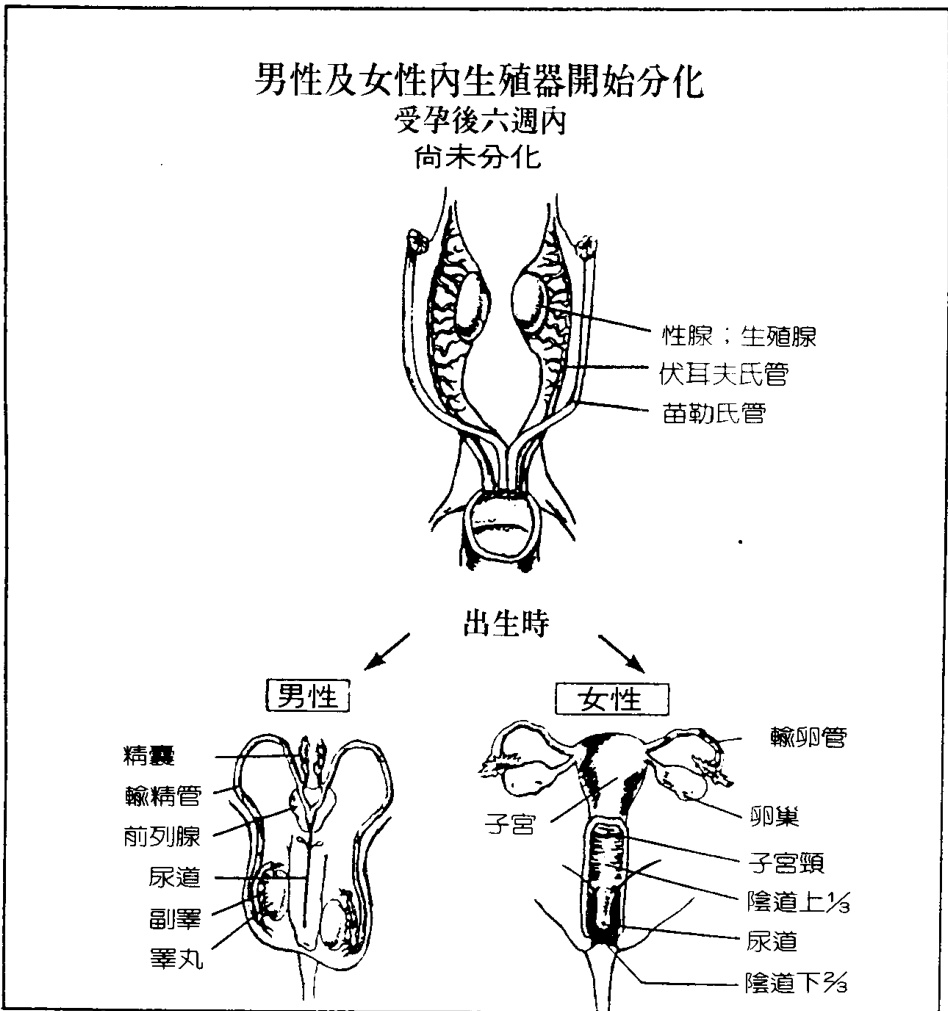 男性及女性內生殖器開始分化
受孕後六週內
尚未分化
性腺；生殖腺
伏耳夫氏管
苗勒氏管
出生時
男性
精囊
輸精管
前列腺
尿道
副睪
睪丸
女性
輸卵管
子宮
卵巢
子宮頸
陰道上⅓
尿道
陰道下⅔